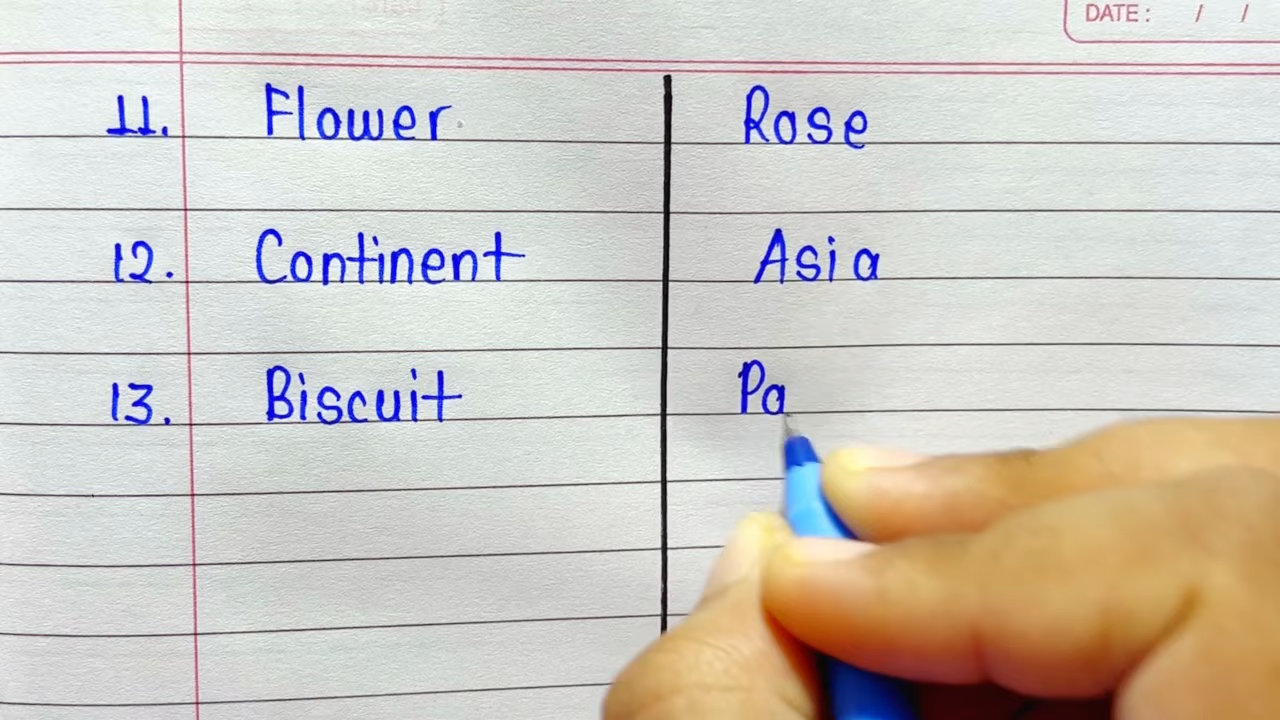 DATE: / /
11. Flower Rose
12. Continent Asia
13. Biscuit Pa